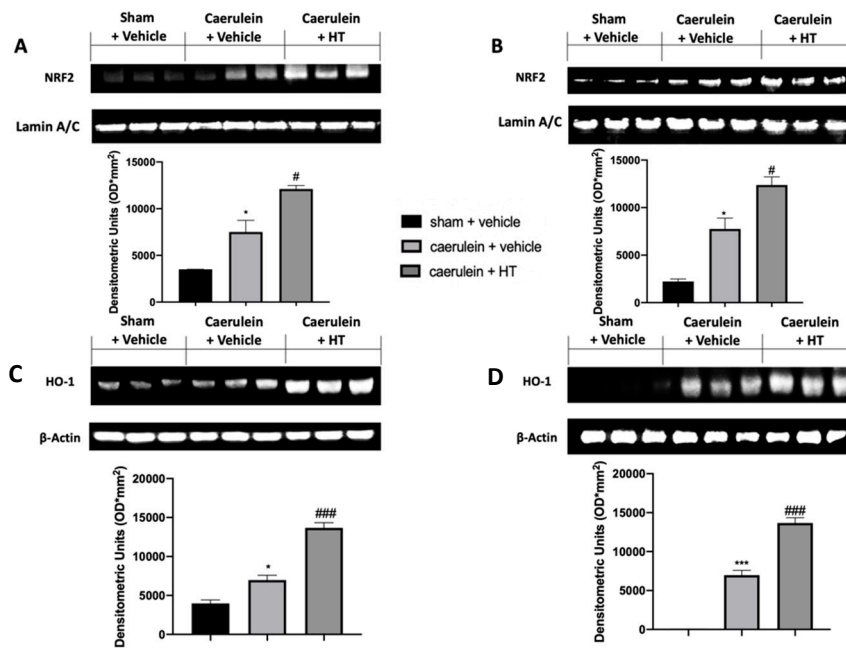 A
Sham
+ Vehicle
Caerulein
+ Vehicle
Caerulein
+ HT
NRF2
Lamin A/C
Densitometric Units (OD*mm²)
15000
10000
5000
0
*
#
B
Sham
+ Vehicle
Caerulein
+ Vehicle
Caerulein
+ HT
NRF2
Lamin A/C
Densitometric Units (OD*mm²)
15000
10000
5000
0
*
#
sham + vehicle
caerulein + vehicle
caerulein + HT
C
Sham
+ Vehicle
Caerulein
+ Vehicle
Caerulein
+ HT
HO-1
β-Actin
Densitometric Units (OD*mm²)
20000
15000
10000
5000
0
*
###
D
Sham
+ Vehicle
Caerulein
+ Vehicle
Caerulein
+ HT
HO-1
β-Actin
Densitometric Units (OD*mm²)
20000
15000
10000
5000
0
***
###